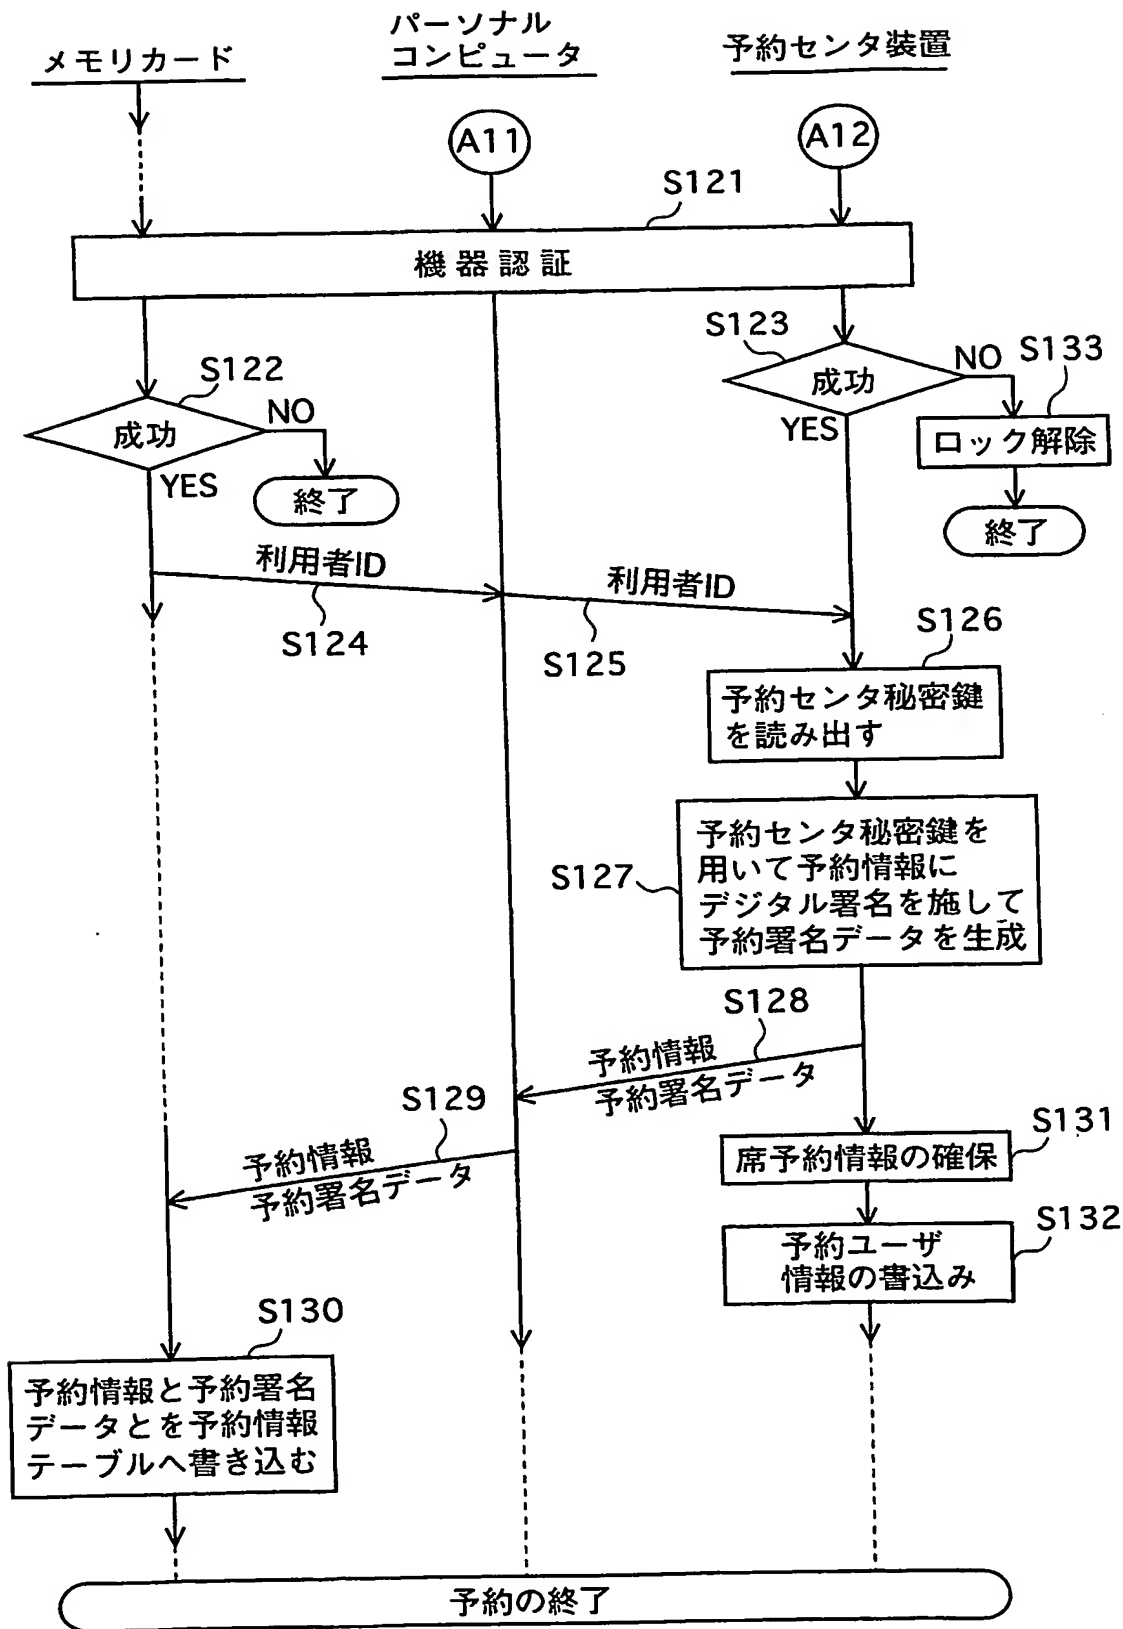 メモリカード
パーソナル
コンピュータ
予約センタ装置
A11
A12
S121
機器認証
S122
成功
NO
YES
終了
S123
成功
NO
YES
S133
ロック解除
終了
利用者ID
S124
利用者ID
S125
S126
予約センタ秘密鍵
を読み出す
S127
予約センタ秘密鍵を
用いて予約情報に
デジタル署名を施して
予約署名データを生成
S128
予約情報
予約署名データ
S129
予約情報
予約署名データ
S131
席予約情報の確保
S132
予約ユーザ
情報の書込み
S130
予約情報と予約署名
データとを予約情報
テーブルへ書き込む
予約の終了